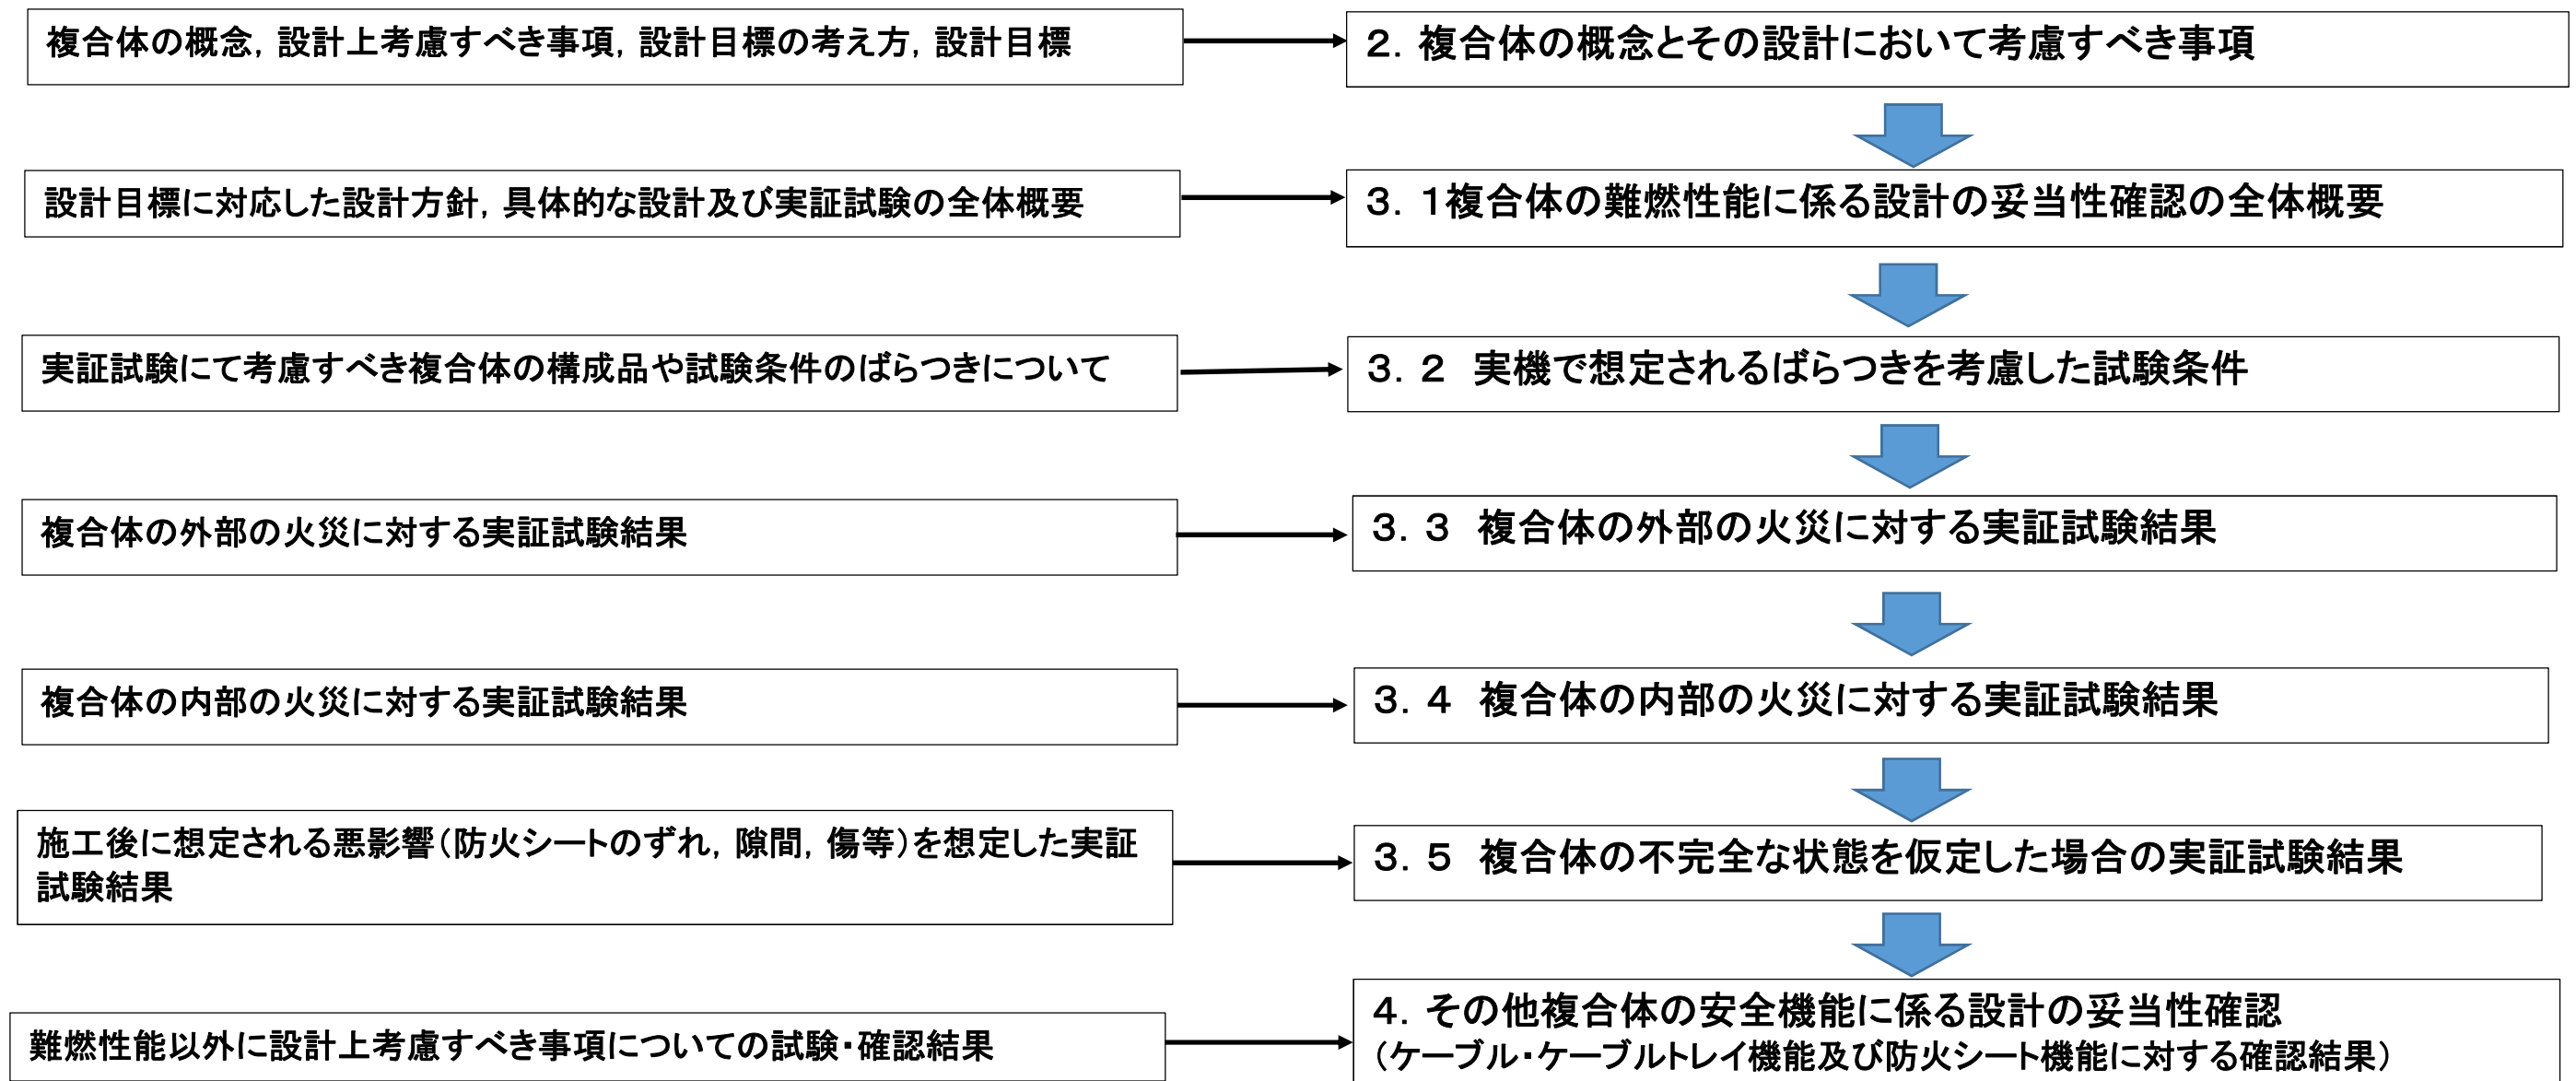 複合体の概念，設計上考慮すべき事項，設計目標の考え方，設計目標
２．複合体の概念とその設計において考慮すべき事項
設計目標に対応した設計方針，具体的な設計及び実証試験の全体概要
３．１複合体の難燃性能に係る設計の妥当性確認の全体概要
実証試験にて考慮すべき複合体の構成品や試験条件のばらつきについて
３．２　実機で想定されるばらつきを考慮した試験条件
複合体の外部の火災に対する実証試験結果
３．３　複合体の外部の火災に対する実証試験結果
複合体の内部の火災に対する実証試験結果
３．４　複合体の内部の火災に対する実証試験結果
施工後に想定される悪影響（防火シートのずれ，隙間，傷等）を想定した実証
試験結果
３．５　複合体の不完全な状態を仮定した場合の実証試験結果
難燃性能以外に設計上考慮すべき事項についての試験・確認結果
４．その他複合体の安全機能に係る設計の妥当性確認
（ケーブル・ケーブルトレイ機能及び防火シート機能に対する確認結果）